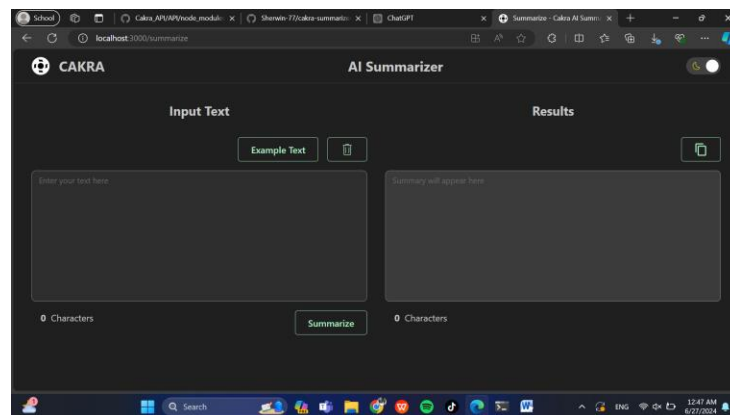 School
Cakra_API/API/node_module
Sherwin-77/cakra-summarizer
ChatGPT
Summarize - Cakra AI Summ
localhost:3000/summarize
CAKRA
AI Summarizer
Input Text
Results
Example Text
Enter your text here
Summary will appear here
0 Characters
Summarize
0 Characters
Search
ENG
12:47 AM
6/27/2024